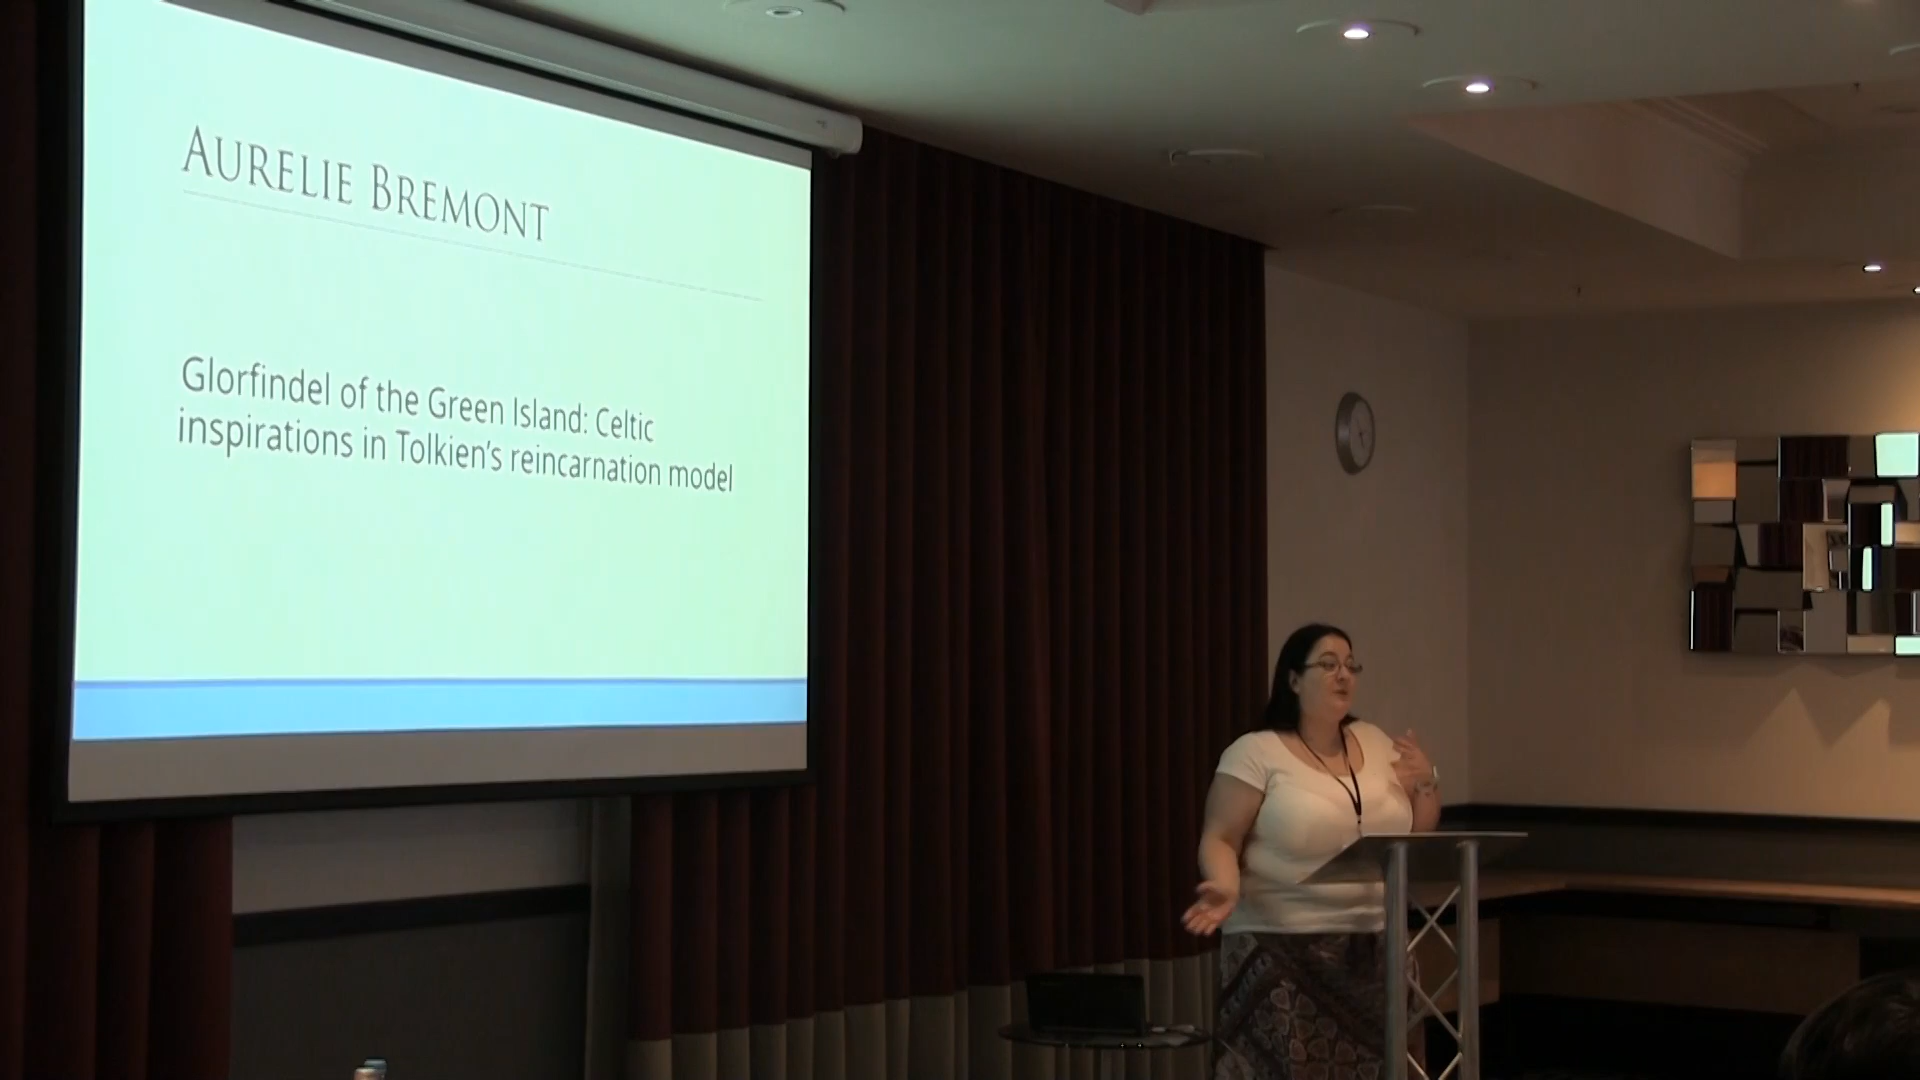 AURELIE BREMONT
Glorfindel of the Green Island: Celtic
inspirations in Tolkien's reincarnation model